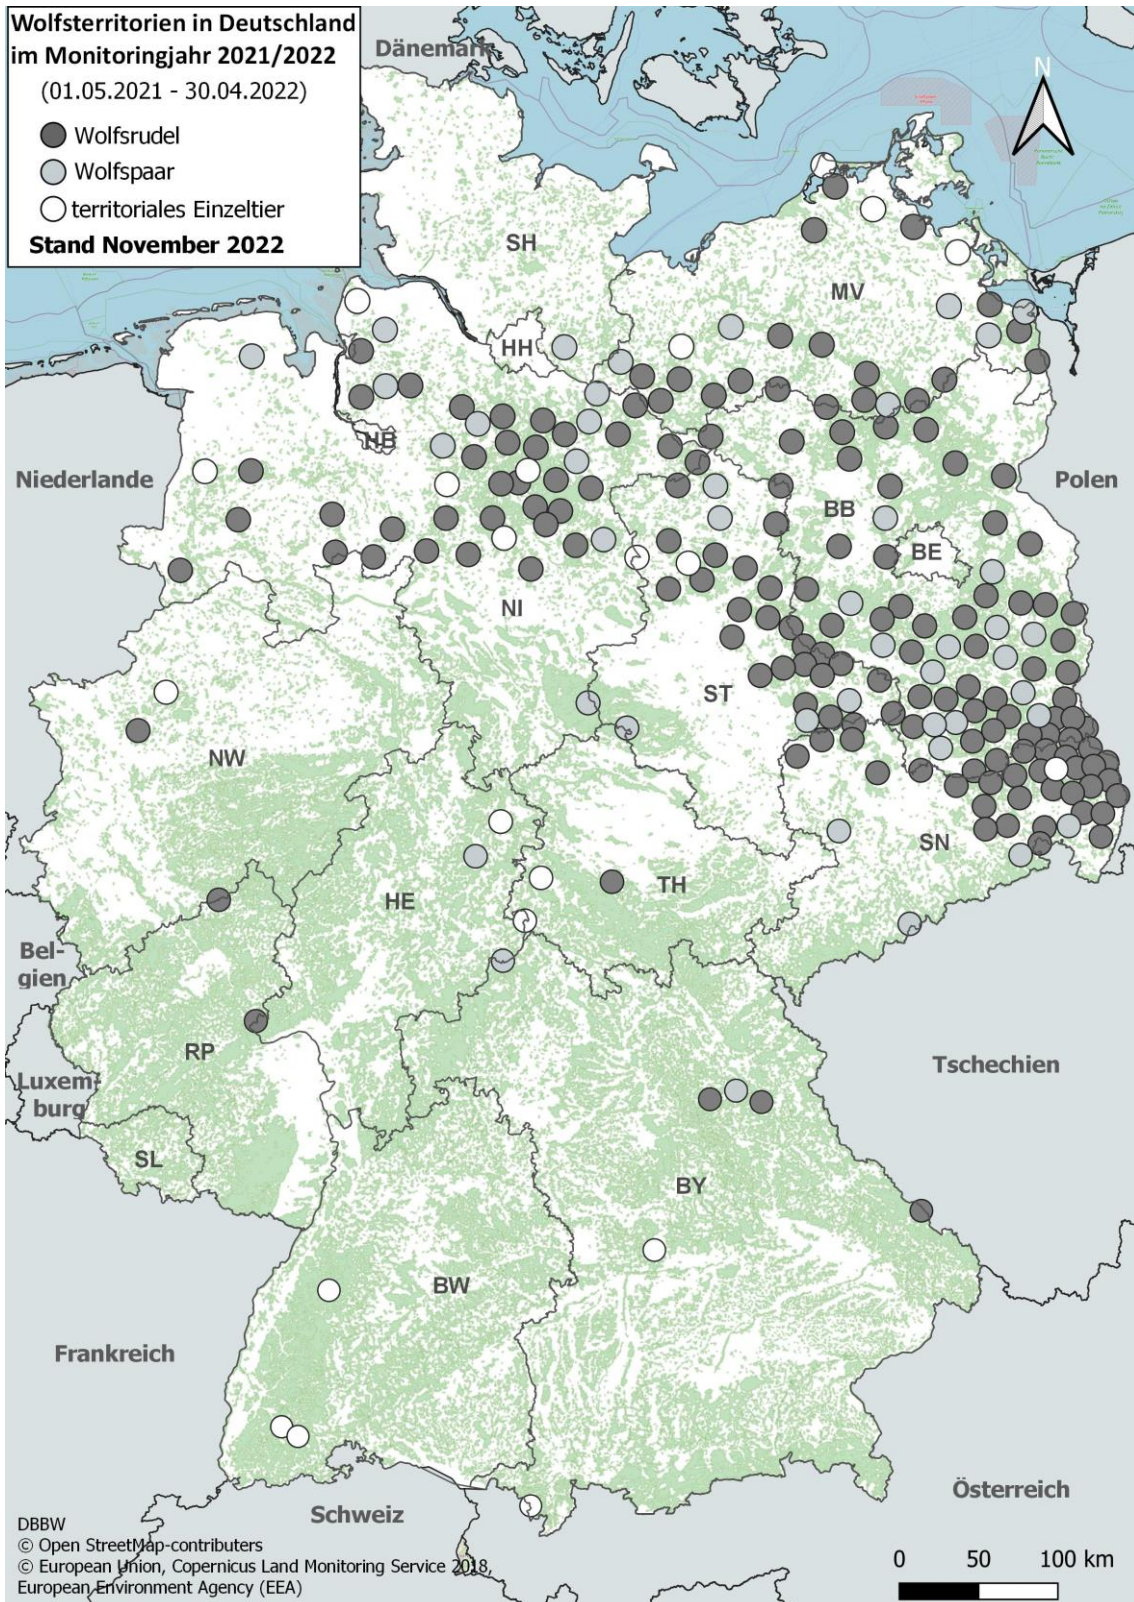 Wolfsterritorien in Deutschland
im Monitoringjahr 2021/2022
(01.05.2021 - 30.04.2022)
Wolfsrudel
Wolfspaar
territoriales Einzeltier
Stand November 2022
Dänemark
N
SH
MV
HH
HB
Niederlande
Polen
BB
BE
NI
ST
NW
SN
HE
TH
Bel-
gien
RP
Luxem-
burg
Tschechien
SL
BY
BW
Frankreich
Österreich
Schweiz
DBBW
© Open StreetMap-contributers
© European Union, Copernicus Land Monitoring Service 2018,
European Environment Agency (EEA)
0 50 100 km